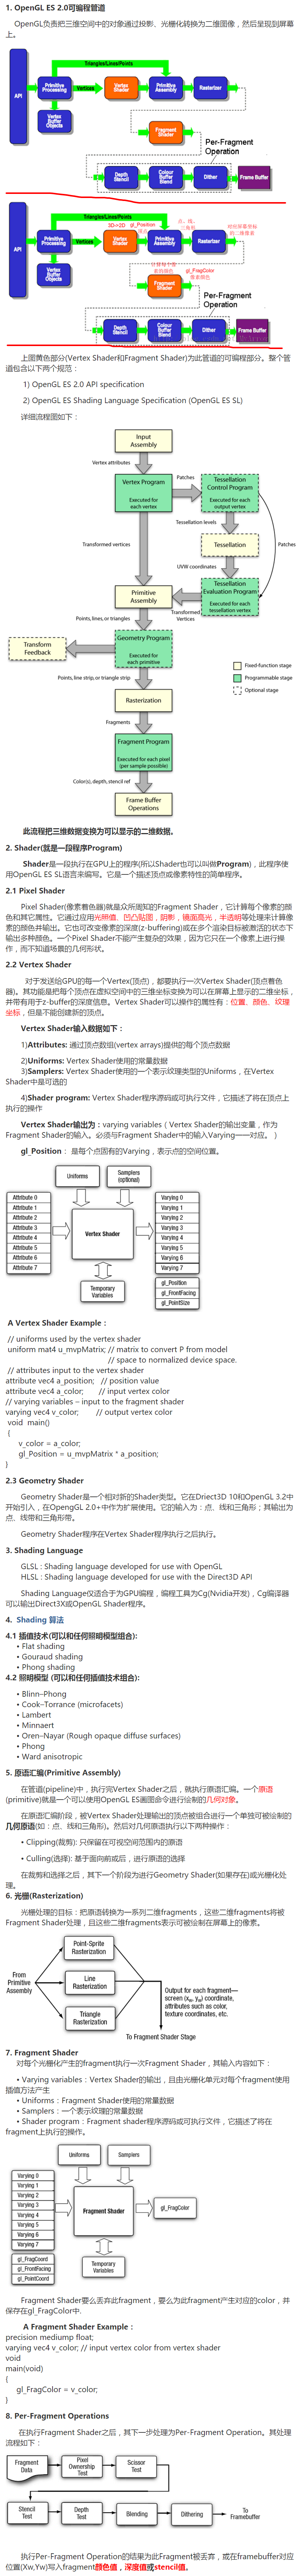 1. OpenGL ES 2.0可编程管道
OpenGL负责把三维空间中的对象通过投影、光栅化转换为二维图像，然后呈现到屏幕
上。
Triangles/Lines/Points
API
Primitive Processing
Vertices
Vertex Shader
Primitive Assembly
Rasterizer
Vertex Buffer Objects
Fragment Shader
Per-Fragment Operation
Depth Stencil
Colour Buffer Blend
Dither
Frame Buffer
Triangles/Lines/Points
API
Primitive Processing
Vertices
3D->2D
gl_Position
Vertex Shader
Primitive Assembly
Rasterizer
Vertex Buffer Objects
gl_FragColor
Per-Fragment Operation
Depth Stencil
Colour Buffer Blend
Dither
Frame Buffer
上图黄色部分(Vertex Shader和Fragment Shader)为此管道的可编程部分。整个管
道包含以下两个规范：
1) OpenGL ES 2.0 API specification
2) OpenGL ES Shading Language Specification (OpenGL ES SL)
详细流程图如下：
Input Assembly
Vertex attributes
Vertex Program
Executed for each vertex
Patches
Tessellation Control Program
Executed for each output vertex
Tessellation levels
Transformed vertices
Tessellation
Patches
UVW coordinates
Tessellation Evaluation Program
Executed for each tessellation vertex
Primitive Assembly
Transformed Vertices
Points, lines, or triangles
Transform Feedback
Geometry Program
Executed for each primitive
Fixed-function stage
Programmable stage
Optional stage
Points, line strip, or triangle strip
Rasterization
Fragments
Fragment Program
Executed for each pixel (per sample possible)
Color(s), depth, stencil ref
Frame Buffer Operations
此流程把三维数据变换为可以显示的二维数据。
2. Shader(就是一段程序Program)
Shader是一段执行在GPU上的程序(所以Shader也可以叫做Program)，此程序使
用OpenGL ES SL语言来编写。它是一个描述顶点或像素特性的简单程序。
2.1 Pixel Shader
Pixel Shader(像素着色器)就是众所周知的Fragment Shader，它计算每个像素的颜
色和其它属性。它通过应用光照值、凹凸贴图，阴影，镜面高光，半透明等处理来计算像
素的颜色并输出。它也可改变像素的深度(z-buffering)或在多个渲染目标被激活的状态下
输出多种颜色。一个Pixel Shader不能产生复杂的效果，因为它只在一个像素上进行操
作，而不知道场景的几何形状。
2.2 Vertex Shader
对于发送给GPU的每一个Vertex(顶点)，都要执行一次Vertex Shader(顶点着色
器)。其功能是把每个顶点在虚拟空间中的三维坐标变换为可以在屏幕上显示的二维坐标，
并带有用于z-buffer的深度信息。Vertex Shader可以操作的属性有：位置、颜色、纹理
坐标，但是不能创建新的顶点。
Vertex Shader输入数据如下：
1)Attributes: 通过顶点数组(vertex arrays)提供的每个顶点数据
2)Uniforms: Vertex Shader使用的常量数据
3)Samplers: Vertex Shader使用的一个表示纹理类型的Uniforms，在Vertex
Shader中是可选的
4)Shader program: Vertex Shader程序源码或可执行文件，它描述了将在顶点上
执行的操作
Vertex Shader输出为：varying variables（Vertex Shader的输出变量，作为
Fragment Shader的输入。必须与Fragment Shader中的输入Varying一一对应。）
gl_Position： 是每个点固有的Varying，表示点的空间位置。
Uniforms
Samplers (optional)
Attribute 0
Attribute 1
Attribute 2
Attribute 3
Attribute 4
Attribute 5
Attribute 6
Attribute 7
Vertex Shader
Varying 0
Varying 1
Varying 2
Varying 3
Varying 4
Varying 5
Varying 6
Varying 7
gl_Position
gl_FrontFacing
gl_PointSize
Temporary Variables
A Vertex Shader Example：
// uniforms used by the vertex shader
uniform mat4 u_mvpMatrix; // matrix to convert P from model
// space to normalized device space.
// attributes input to the vertex shader
attribute vec4 a_position; // position value
attribute vec4 a_color; // input vertex color
// varying variables – input to the fragment shader
varying vec4 v_color; // output vertex color
void main()
{
v_color = a_color;
gl_Position = u_mvpMatrix * a_position;
}
2.3 Geometry Shader
Geometry Shader是一个相对新的Shader类型。它在Driect3D 10和OpenGL 3.2中
开始引入，在OpengGL 2.0+中作为扩展使用。它的输入为：点、线和三角形；其输出为
点、线带和三角形带。
Geometry Shader程序在Vertex Shader程序执行之后执行。
3. Shading Language
GLSL : Shading language developed for use with OpenGL
HLSL : Shading language developed for use with the Direct3D API
Shading Language仅适合于为GPU编程，编程工具为Cg(Nvidia开发)，Cg编译器
可以输出Direct3X或OpenGL Shader程序。
4. Shading 算法
4.1 插值技术(可以和任何照明模型组合):
• Flat shading
• Gouraud shading
• Phong shading
4.2 照明模型 (可以和任何插值技术组合):
• Blinn–Phong
• Cook–Torrance (microfacets)
• Lambert
• Minnaert
• Oren–Nayar (Rough opaque diffuse surfaces)
• Phong
• Ward anisotropic
5. 原语汇编(Primitive Assembly)
在管道(pipeline)中，执行完Vertex Shader之后，就执行原语汇编。一个原语
(primitive)就是一个可以使用OpenGL ES画图命令进行绘制的几何对象。
在原语汇编阶段，被Vertex Shader处理输出的顶点被组合进行一个单独可被绘制的
几何原语(如：点、线和三角形)。然后对几何原语执行以下两种操作：
• Clipping(裁剪): 只保留在可视空间范围内的原语
• Culling(选择): 基于面向前或后，进行原语的选择
在裁剪和选择之后，其下一个阶段为进行Geometry Shader(如果存在)或光栅化处
理。
6. 光栅(Rasterization)
光栅处理的目标：把原语转换为一系列二维fragments，这些二维fragments将被
Fragment Shader处理，且这些二维fragments表示可被绘制在屏幕上的像素。
From Primitive Assembly
Point-Sprite Rasterization
Line Rasterization
Triangle Rasterization
Output for each fragment—
screen (xw, yw) coordinate,
attributes such as color,
texture coordinates, etc.
To Fragment Shader Stage
7. Fragment Shader
对每个光栅化产生的fragment执行一次Fragment Shader，其输入内容如下：
• Varying variables：Vertex Shader的输出，且由光栅化单元对每个fragment使用
插值方法产生
• Uniforms：Fragment Shader使用的常量数据
• Samplers：一个表示纹理的常量数据
• Shader program：Fragment shader程序源码或可执行文件，它描述了将在
fragment上执行的操作。
Uniforms
Samplers
Varying 0
Varying 1
Varying 2
Varying 3
Varying 4
Varying 5
Varying 6
Varying 7
gl_FragCoord
gl_FrontFacing
gl_PointCoord
Fragment Shader
gl_FragColor
Temporary Variables
Fragment Shader要么丢弃此fragment，要么为此fragment产生对应的color，并
保存在gl_FragColor中.
A Fragment Shader Example：
precision mediump float;
varying vec4 v_color; // input vertex color from vertex shader
void
main(void)
{
gl_FragColor = v_color;
}
8. Per-Fragment Operations
在执行Fragment Shader之后，其下一步处理为Per-Fragment Operation。其处理
流程如下：
Fragment Data
Pixel Ownership Test
Scissor Test
Stencil Test
Depth Test
Blending
Dithering
To Framebuffer
执行Per-Fragment Operation的结果为此Fragment被丢弃，或在framebuffer对应
位置(Xw,Yw)写入fragment颜色值，深度值或stencil值。